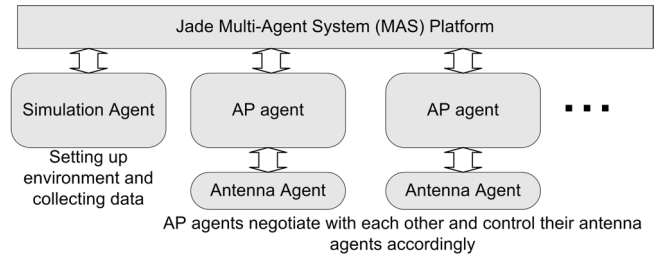 Jade Multi-Agent System (MAS) Platform
Simulation Agent
AP agent
AP agent
Setting up
environment and
collecting data
Antenna Agent
Antenna Agent
AP agents negotiate with each other and control their antenna
agents accordingly